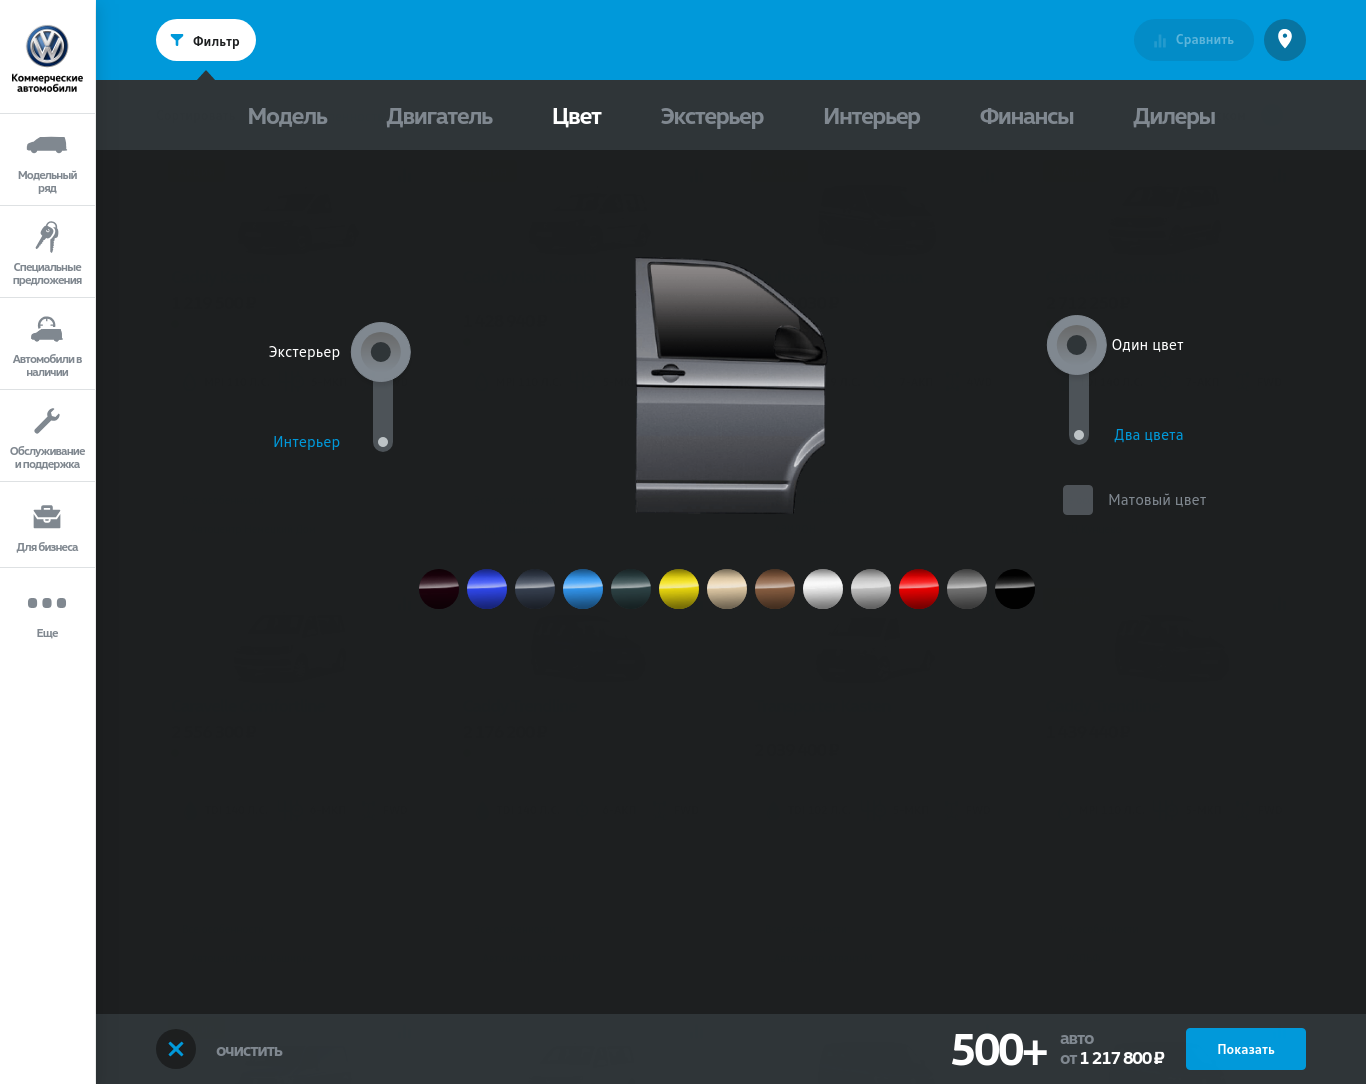 Коммерческие
автомобили
Модельный
ряд
Специальные
предложения
Автомобили в
наличии
Обслуживание
и поддержка
Для бизнеса
Еще
Фильтр
Сравнить
Модель Двигатель Цвет Экстерьер Интерьер Финансы Дилеры
Экстерьер
Интерьер
Один цвет
Два цвета
Матовый цвет
очистить
500+
авто
от 1 217 800 ₽
Показать